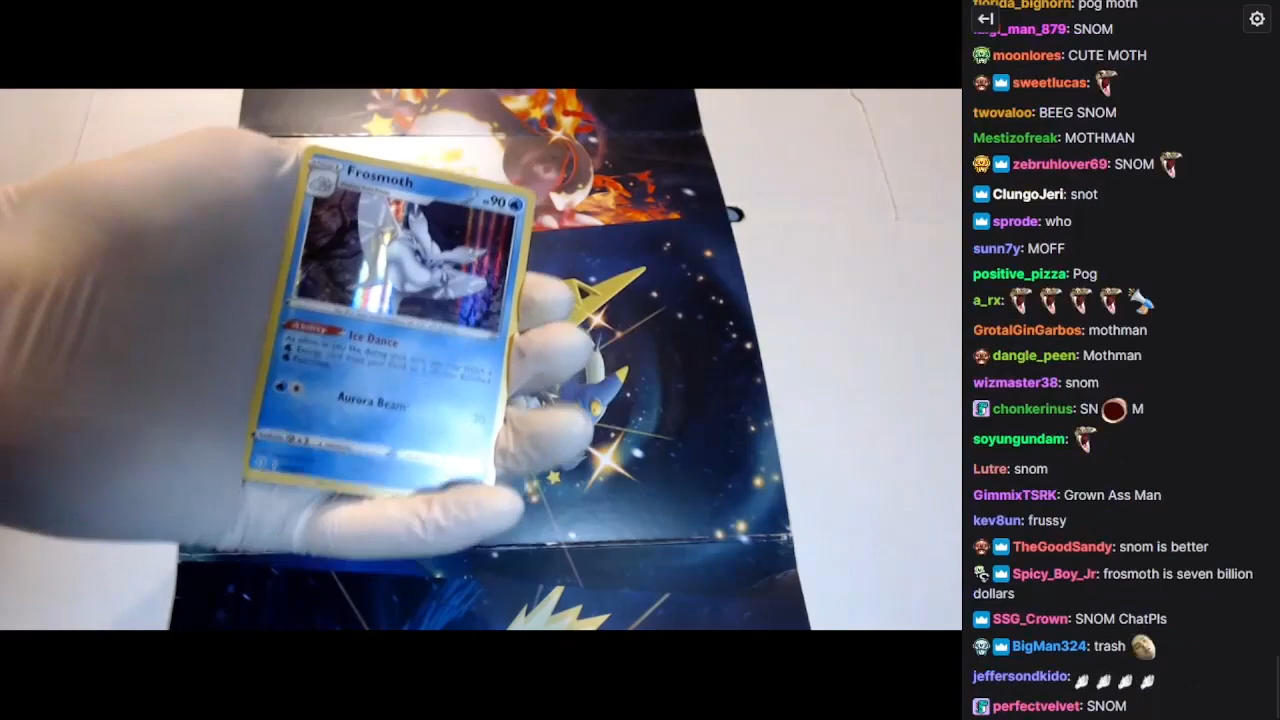 Frosmoth
90
Ability Ice Dance
Aurora Beam
30
florida_bighorn: pog moth
SNOM
moonlores: CUTE MOTH
sweetlucas:
twovaloo: BEEG SNOM
Mestizofreak: MOTHMAN
zebruhlover69: SNOM
ClungoJeri: snot
sprode: who
sunn7y: MOFF
positive_pizza: Pog
a_rx:
GrotalGinGarbos: mothman
dangle_peen: Mothman
wizmaster38: snom
chonkerinus: SN M
soyungundam:
Lutre: snom
GimmixTSRK: Grown Ass Man
kev8un: frussy
TheGoodSandy: snom is better
Spicy_Boy_Jr: frosmoth is seven billion
dollars
SSG_Crown: SNOM ChatPls
BigMan324: trash
jeffersondkido:
perfectvelvet: SNOM